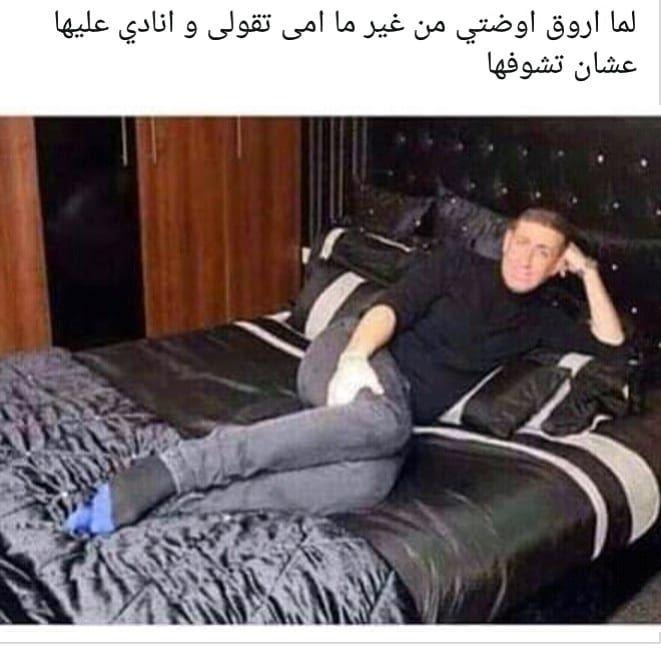 لما اروق اوضتي من غير ما امى تقولى و انادي عليها
عشان تشوفها